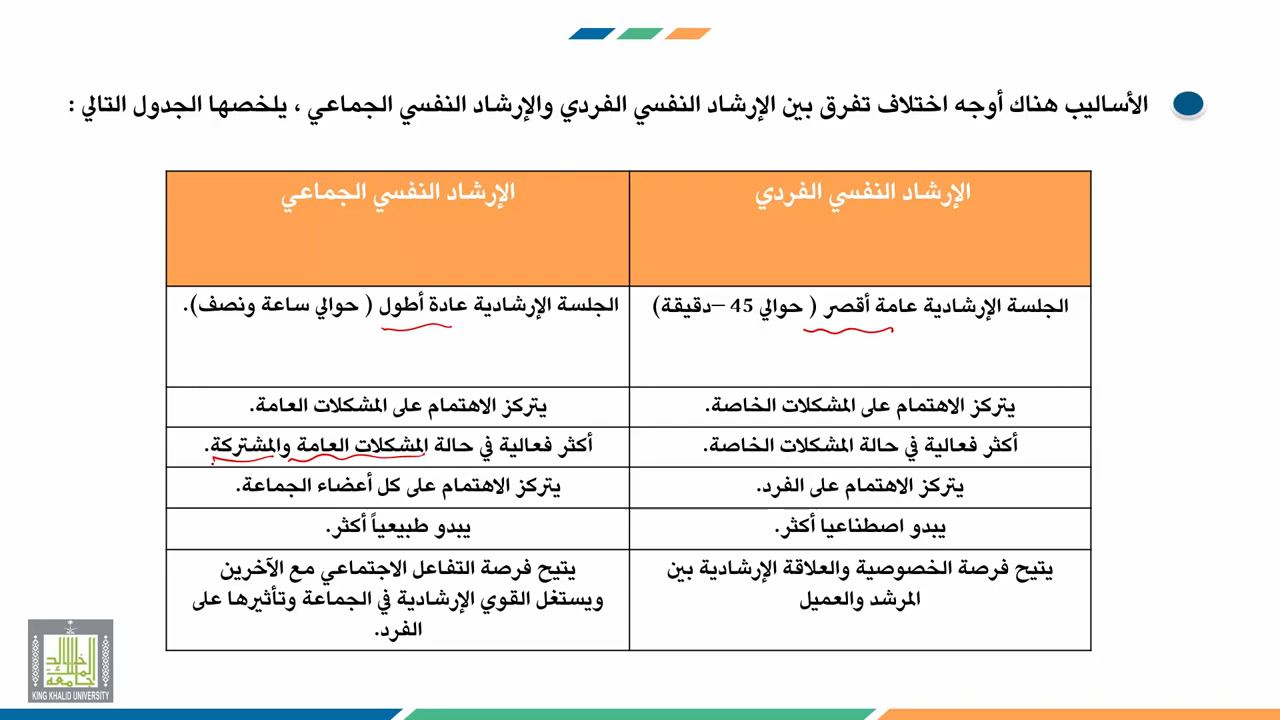 الأساليب هناك أوجه اختلاف تفرق بين الإرشاد النفسي الفردي والإرشاد النفسي الجماعي ، يلخصها الجدول التالي :
الإرشاد النفسي الفردي
الإرشاد النفسي الجماعي
الجلسة الإرشادية عامة أقصر ( حوالي 45 –دقيقة)
الجلسة الإرشادية عادة أطول ( حوالي ساعة ونصف).
يتركز الاهتمام على المشكلات الخاصة.
يتركز الاهتمام على المشكلات العامة.
أكثر فعالية في حالة المشكلات الخاصة.
أكثر فعالية في حالة المشكلات العامة والمشتركة.
يتركز الاهتمام على الفرد.
يتركز الاهتمام على كل أعضاء الجماعة.
يبدو اصطناعيا أكثر.
يبدو طبيعياً أكثر.
يتيح فرصة الخصوصية والعلاقة الإرشادية بين
المرشد والعميل
يتيح فرصة التفاعل الاجتماعي مع الآخرين
ويستغل القوي الإرشادية في الجماعة وتأثيرها على
الفرد.
جامعة الملك خالد
KING KHALID UNIVERSITY